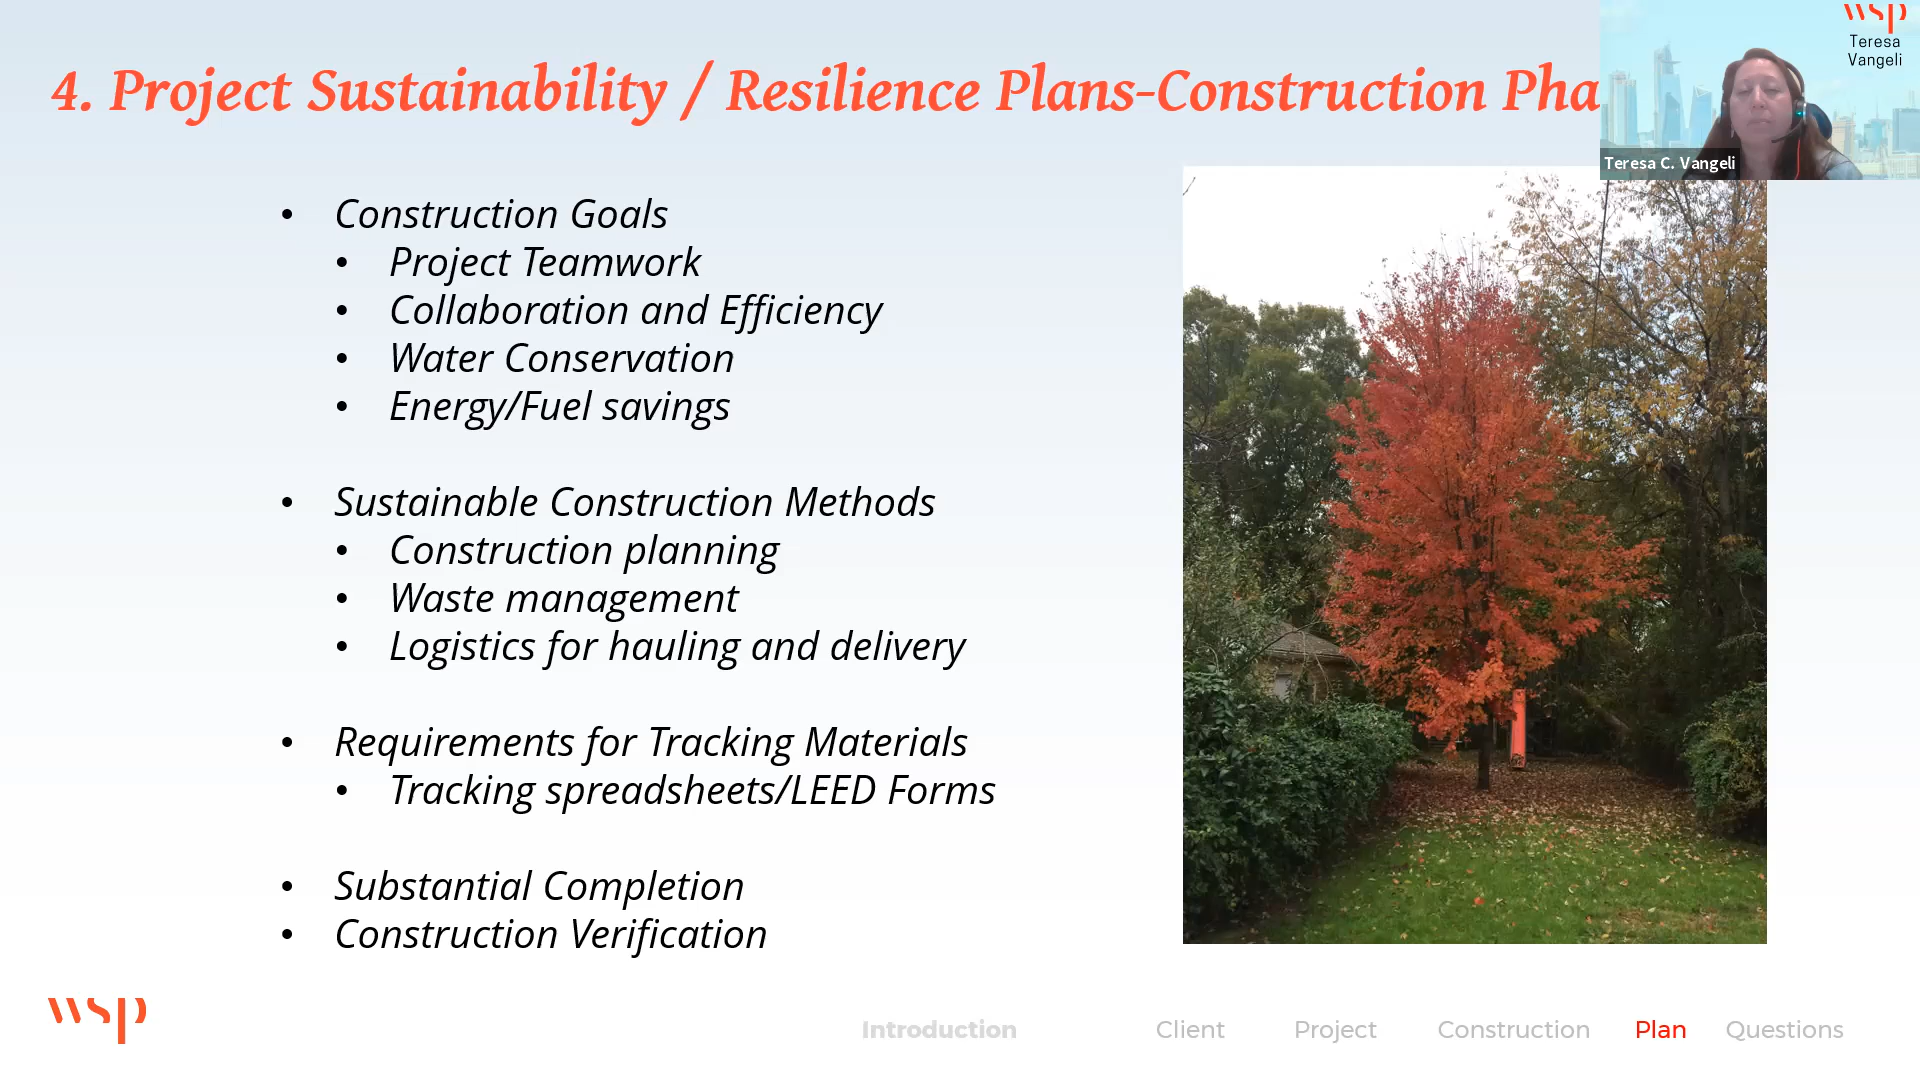 4. Project Sustainability / Resilience Plans-Construction Pha
wsp
Teresa
Vangeli
Teresa C. Vangeli
• Construction Goals
• Project Teamwork
• Collaboration and Efficiency
• Water Conservation
• Energy/Fuel savings
• Sustainable Construction Methods
• Construction planning
• Waste management
• Logistics for hauling and delivery
• Requirements for Tracking Materials
• Tracking spreadsheets/LEED Forms
• Substantial Completion
• Construction Verification
wsp
Introduction Client Project Construction Plan Questions